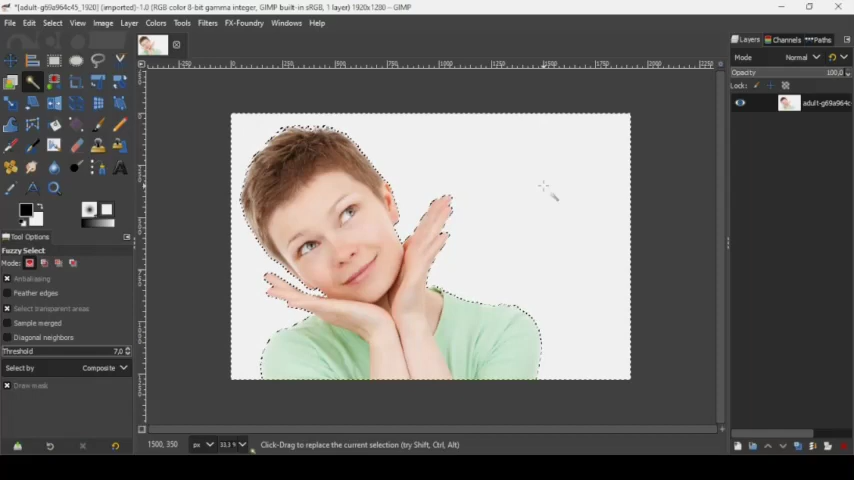 *[adult-g69a964c45_1920] (imported)-1.0 (RGB color 8-bit gamma integer, GIMP built-in sRGB, 1 layer) 1920x1280 – GIMP
File Edit Select View Image Layer Colors Tools Filters FX-Foundry Windows Help
Layers Channels Paths
Mode Normal
Opacity 100,0
Lock:
adult-g69a964c
Tool Options
Fuzzy Select
Mode:
Antialiasing
Feather edges
Select transparent areas
Sample merged
Diagonal neighbors
Threshold 7,0
Select by Composite
Draw mask
1500, 350 px 33,3 % Click-Drag to replace the current selection (try Shift, Ctrl, Alt)